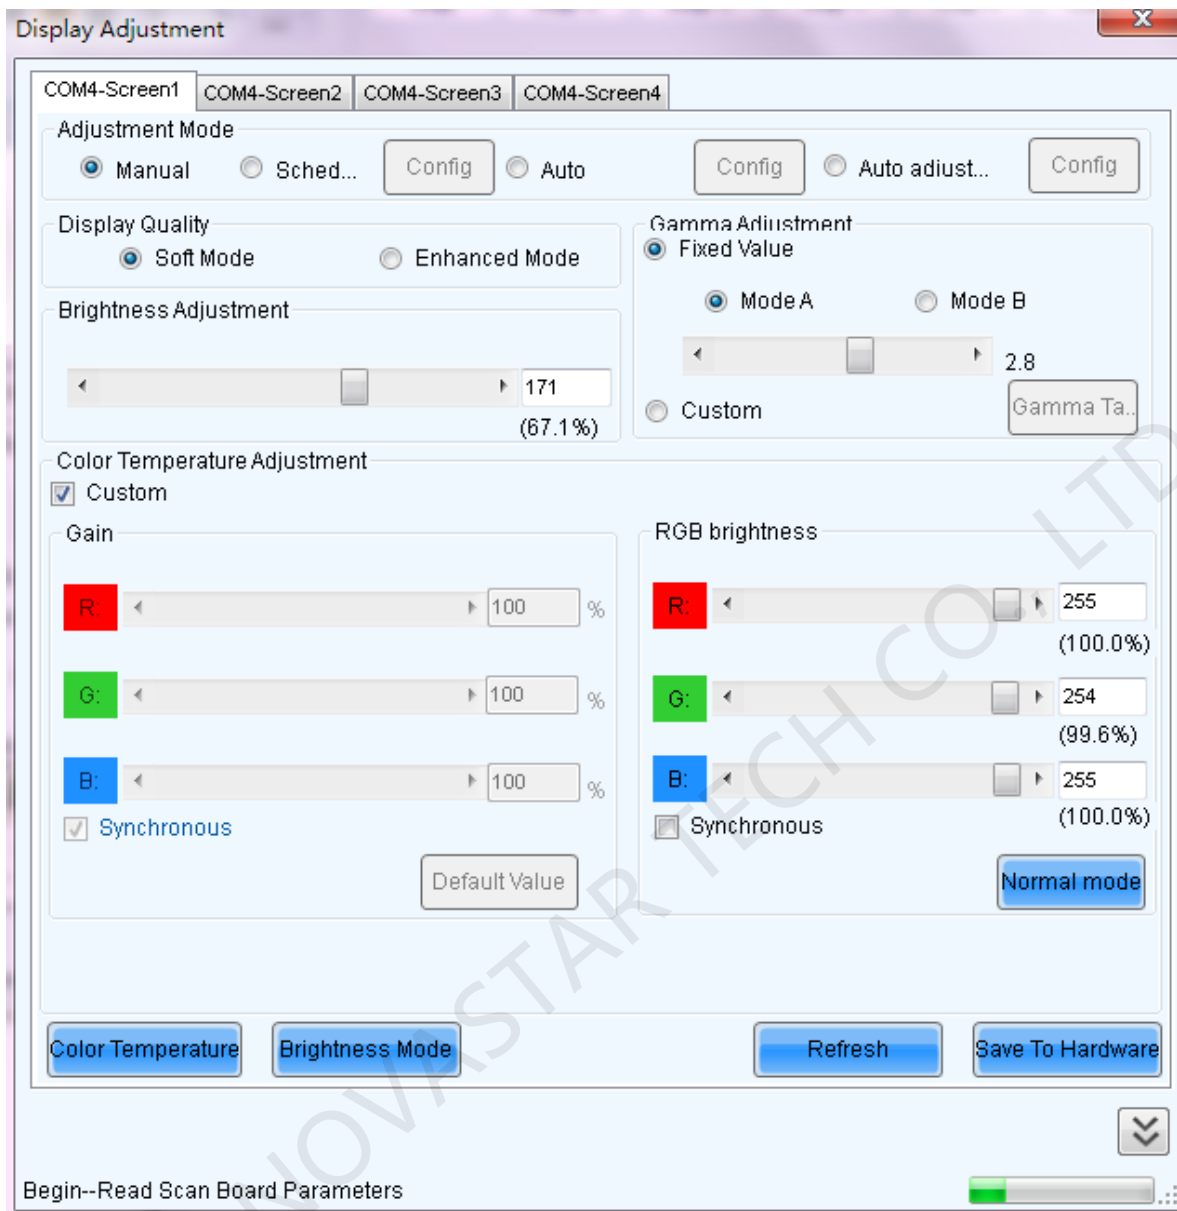 Display Adjustment
COM4-Screen1 COM4-Screen2 COM4-Screen3 COM4-Screen4
Adjustment Mode
Manual Sched... Config Auto Config Auto adiust... Config
Display Quality
Soft Mode Enhanced Mode
Gamma Adiustment
Fixed Value
Mode A Mode B
2.8
Custom Gamma Ta..
Brightness Adjustment
171
(67.1%)
Color Temperature Adjustment
Custom
Gain
R: 100 %
G: 100 %
B: 100 %
Synchronous
Default Value
RGB brightness
R: 255
(100.0%)
G: 254
(99.6%)
B: 255
(100.0%)
Synchronous
Normal mode
Color Temperature Brightness Mode Refresh Save To Hardware
Begin--Read Scan Board Parameters
NOVASTAR TECH CO., LTD